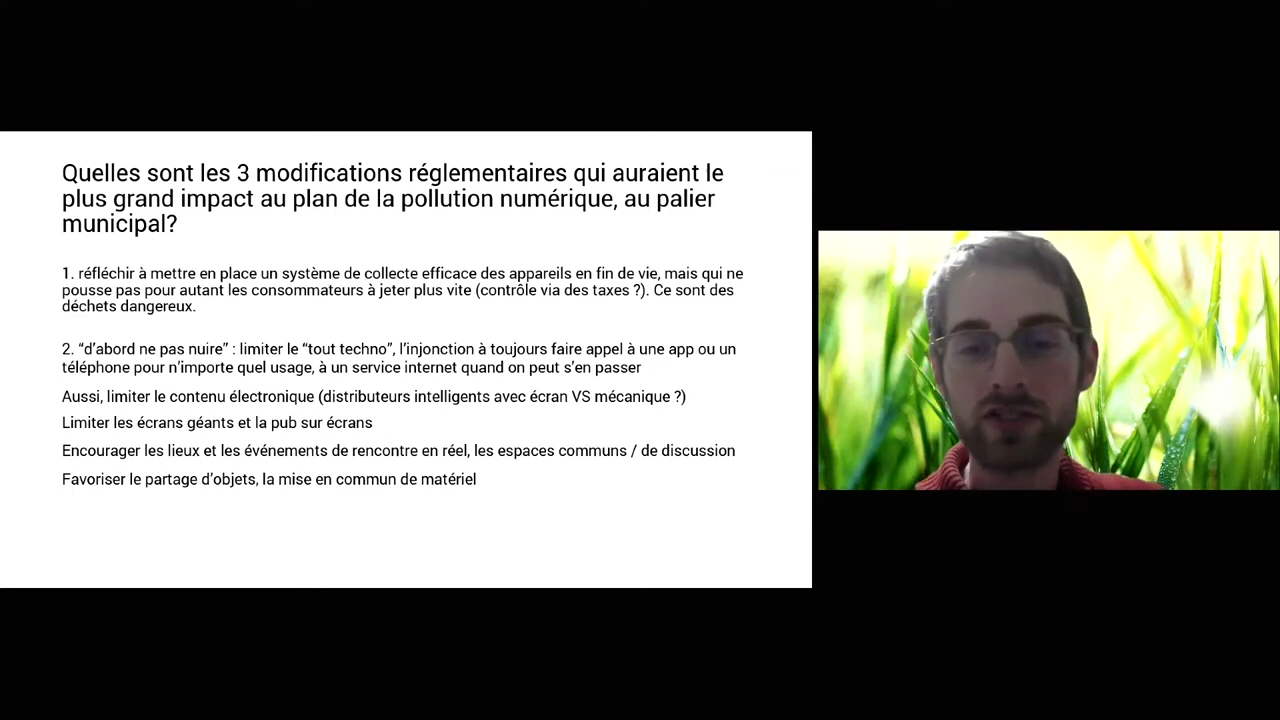 Quelles sont les 3 modifications réglementaires qui auraient le
plus grand impact au plan de la pollution numérique, au palier
municipal?
1. réfléchir à mettre en place un système de collecte efficace des appareils en fin de vie, mais qui ne
pousse pas pour autant les consommateurs à jeter plus vite (contrôle via des taxes ?). Ce sont des
déchets dangereux.
2. “d’abord ne pas nuire” : limiter le “tout techno”, l’injonction à toujours faire appel à une app ou un
téléphone pour n’importe quel usage, à un service internet quand on peut s’en passer
Aussi, limiter le contenu électronique (distributeurs intelligents avec écran VS mécanique ?)
Limiter les écrans géants et la pub sur écrans
Encourager les lieux et les événements de rencontre en réel, les espaces communs / de discussion
Favoriser le partage d’objets, la mise en commun de matériel